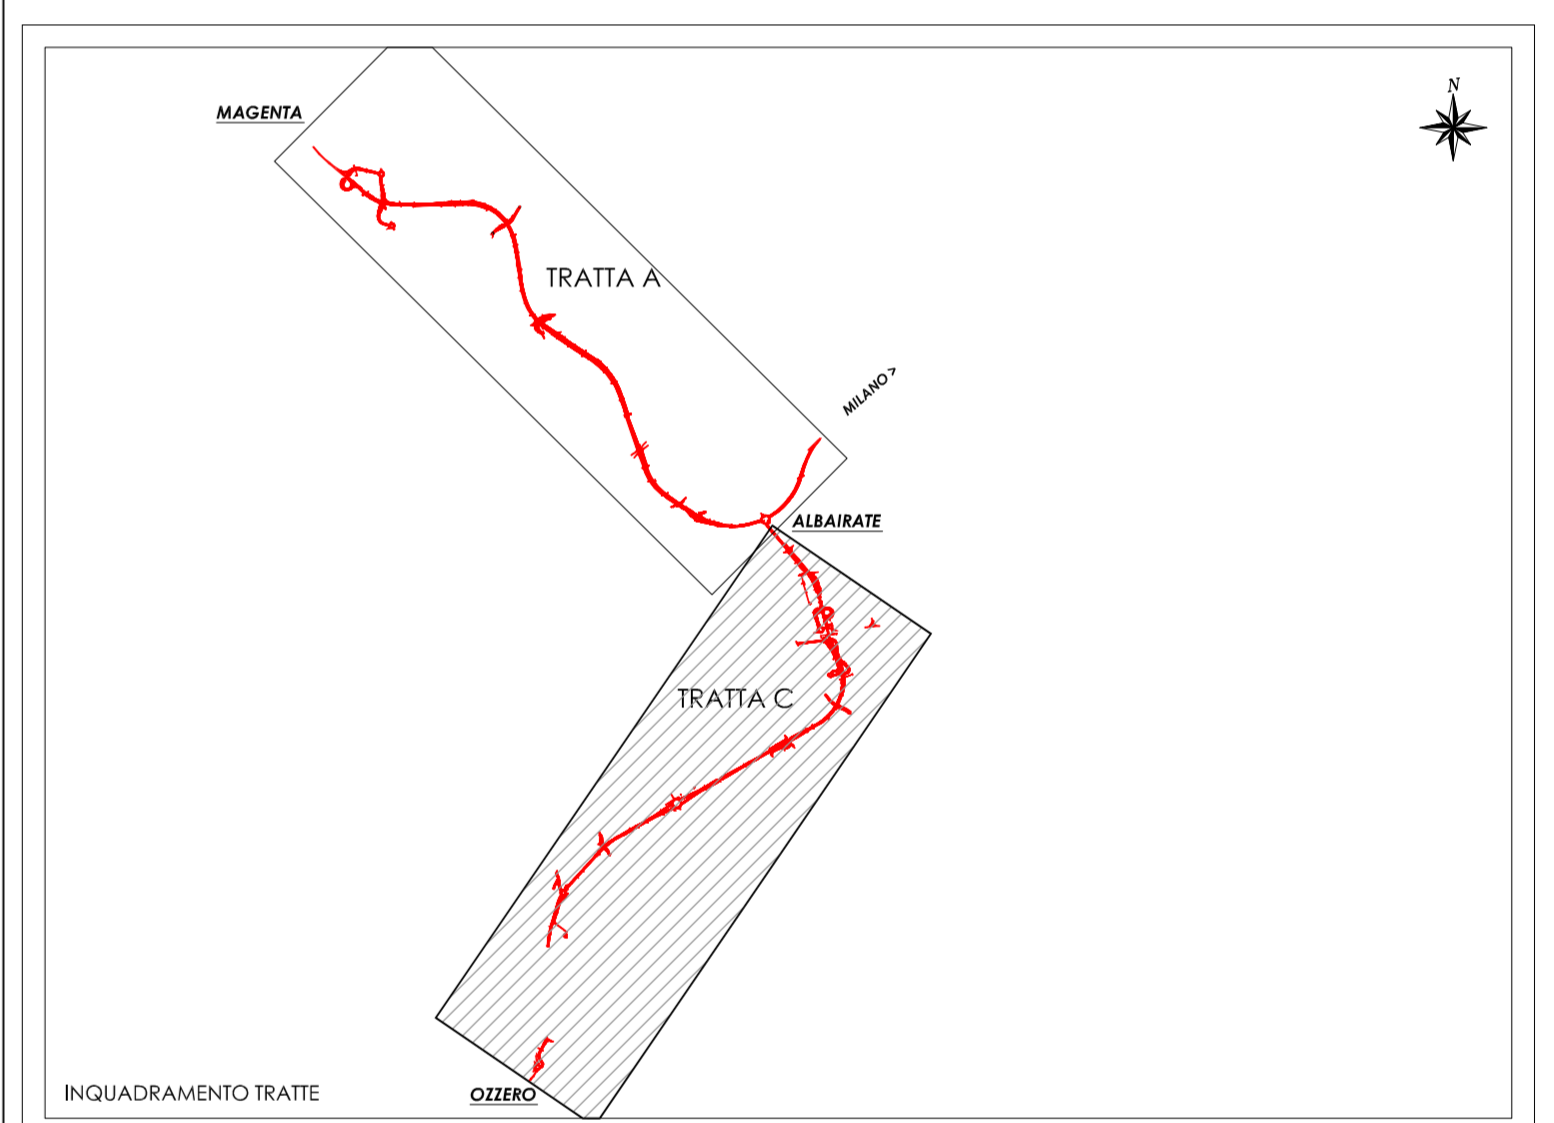 N
MAGENTA
TRATTA A
MILANO >
ALBAIRATE
TRATTA C
INQUADRAMENTO TRATTE
OZZERO